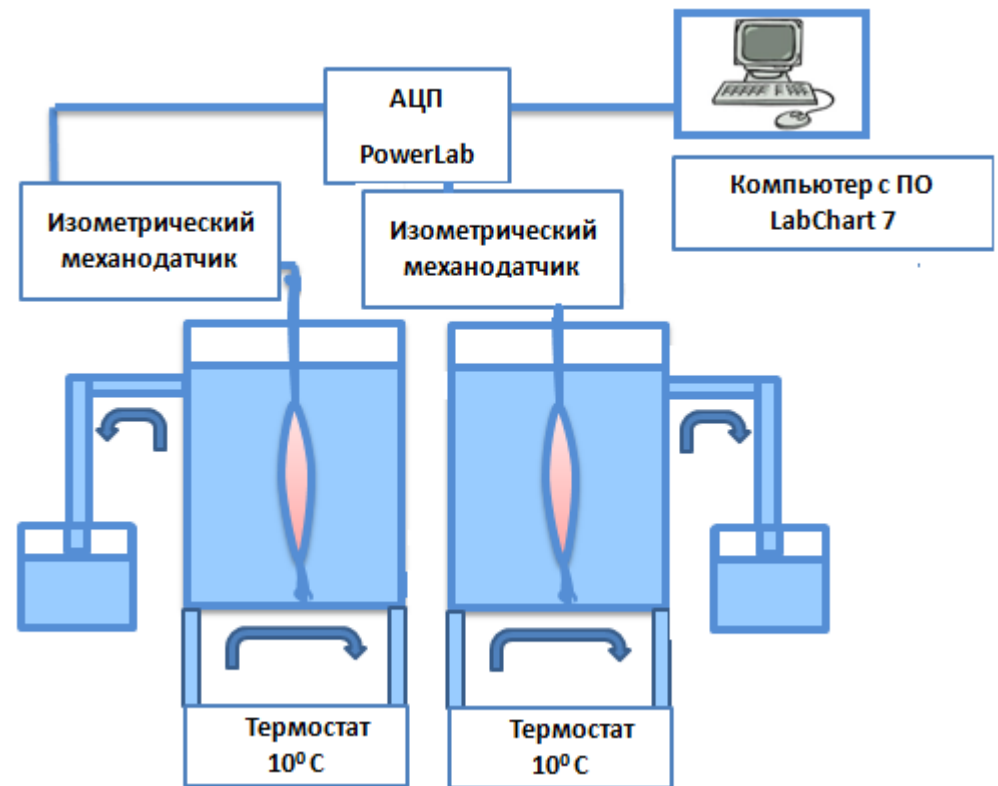 АЦП
PowerLab
Компьютер с ПО
LabChart 7
Изометрический
механодатчик
Изометрический
механодатчик
Термостат
10⁰ С
Термостат
10⁰ С